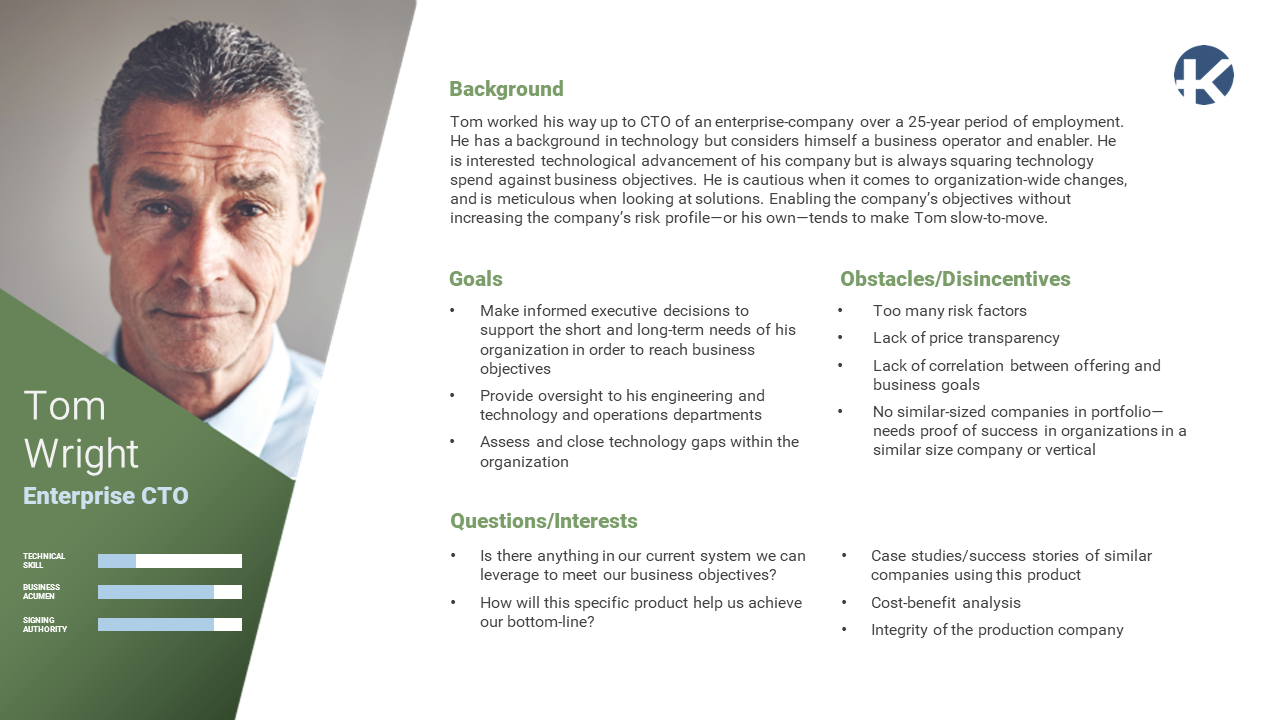 Background
Tom worked his way up to CTO of an enterprise-company over a 25-year period of employment.
He has a background in technology but considers himself a business operator and enabler. He
is interested technological advancement of his company but is always squaring technology
spend against business objectives. He is cautious when it comes to organization-wide changes,
and is meticulous when looking at solutions. Enabling the company’s objectives without
increasing the company’s risk profile—or his own—tends to make Tom slow-to-move.
Goals
• Make informed executive decisions to
support the short and long-term needs of his
organization in order to reach business
objectives
• Provide oversight to his engineering and
technology and operations departments
• Assess and close technology gaps within the
organization
Obstacles/Disincentives
• Too many risk factors
• Lack of price transparency
• Lack of correlation between offering and
business goals
• No similar-sized companies in portfolio—
needs proof of success in organizations in a
similar size company or vertical
Tom
Wright
Enterprise CTO
TECHNICAL
SKILL
BUSINESS
ACUMEN
SIGNING
AUTHORITY
Questions/Interests
• Is there anything in our current system we can
leverage to meet our business objectives?
• How will this specific product help us achieve
our bottom-line?
• Case studies/success stories of similar
companies using this product
• Cost-benefit analysis
• Integrity of the production company
K